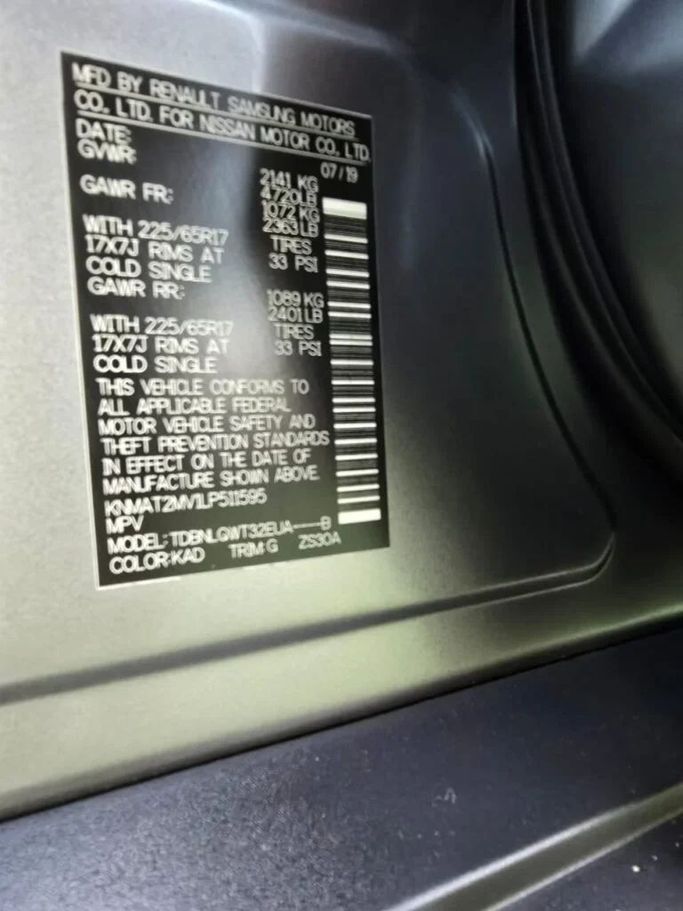 MFD BY RENAULT SAMSUNG MOTORS
CO., LTD. FOR NISSAN MOTOR CO., LTD.
DATE: 07/19
GVWR: 2141 KG
4720LB
GAWR FR: 1072 KG
2363LB
WITH 225/65R17 TIRES
17X7J RIMS AT 33 PSI
COLD SINGLE
GAWR RR: 1089 KG
2401LB
WITH 225/65R17 TIRES
17X7J RIMS AT 33 PSI
COLD SINGLE
THIS VEHICLE CONFORMS TO
ALL APPLICABLE FEDERAL
MOTOR VEHICLE SAFETY AND
THEFT PREVENTION STANDARDS
IN EFFECT ON THE DATE OF
MANUFACTURE SHOWN ABOVE.
KNMAT2MV1LP511595
MPV
MODEL: TDBNLGWT32EUA----B
COLOR:KAD TRIM:G ZS30A